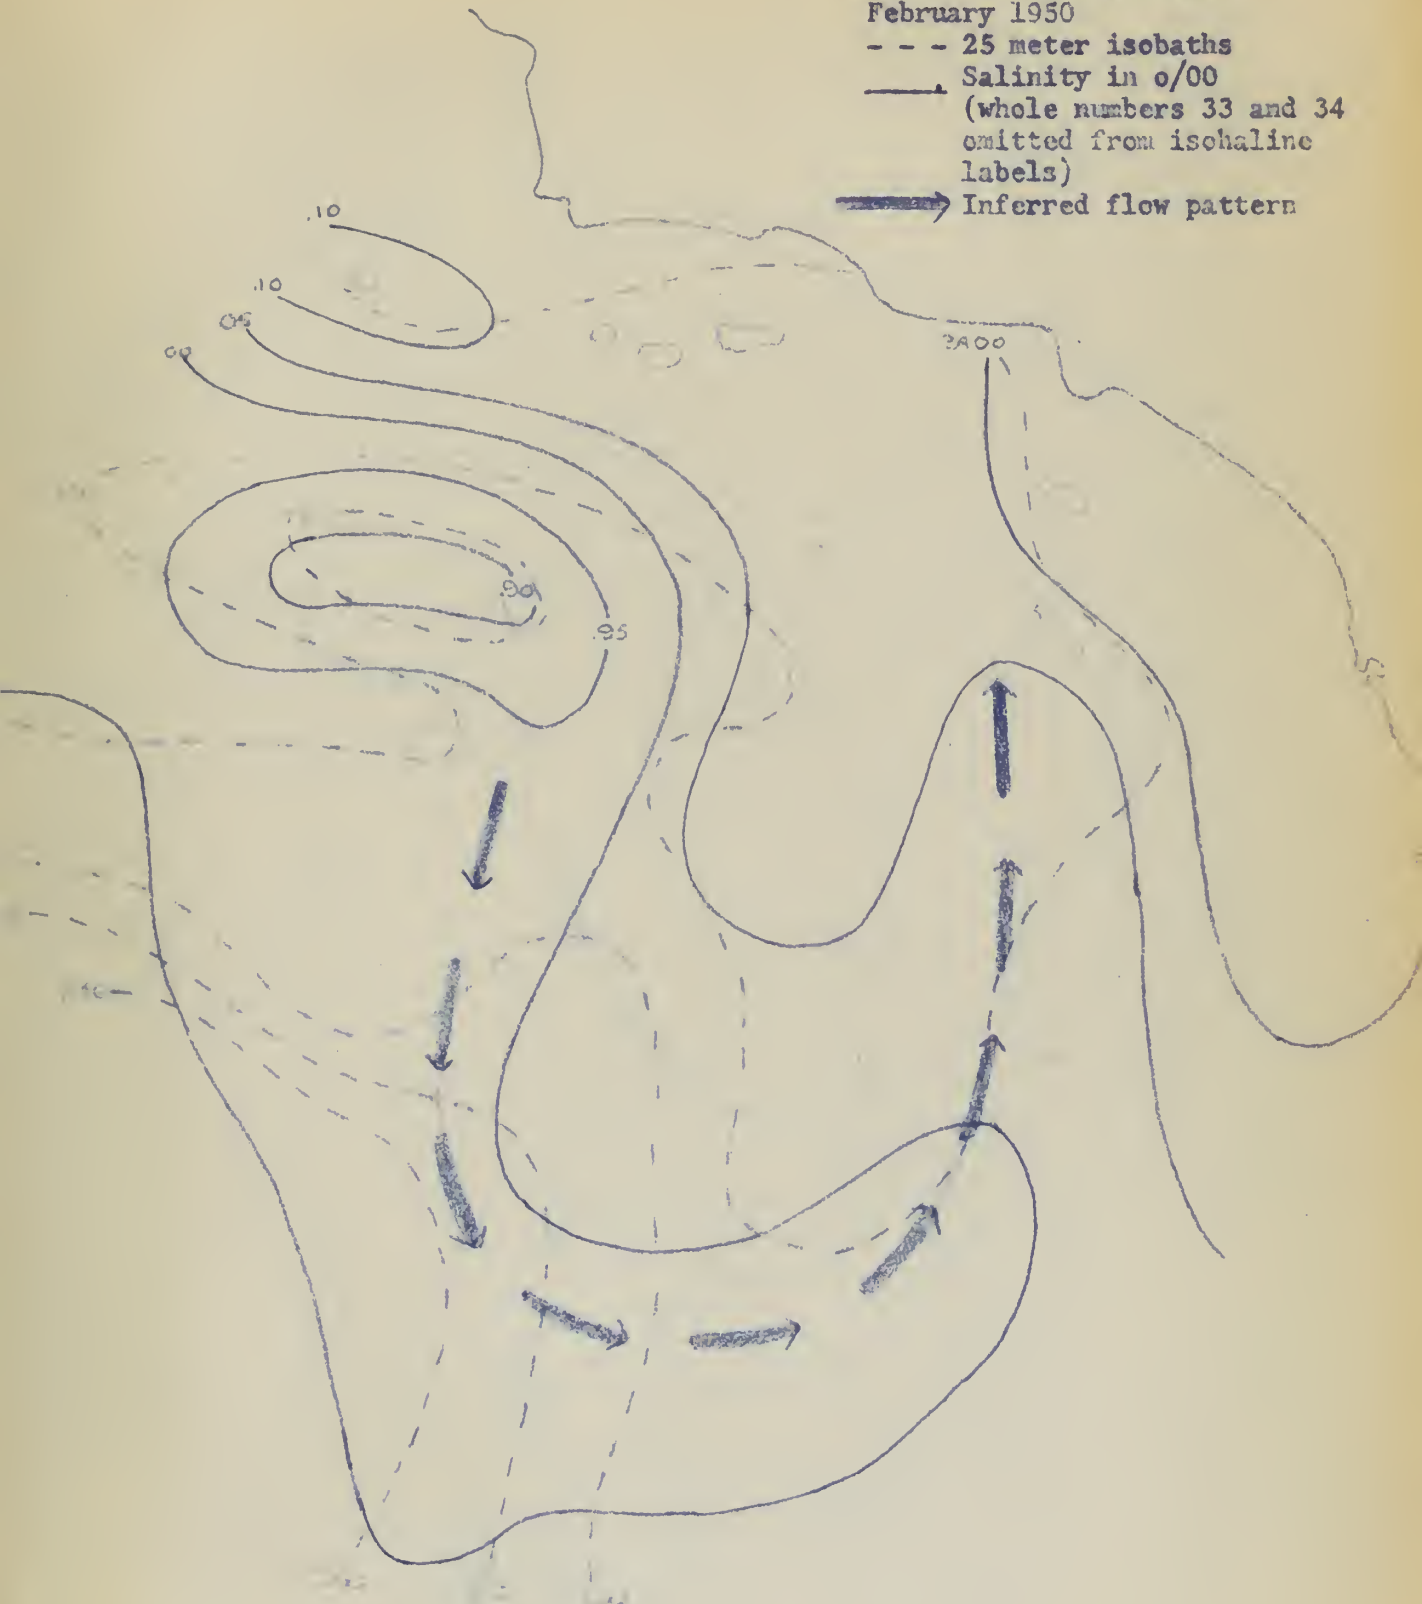 February 1950
- - - 25 meter isobaths
Salinity in o/oo
(whole numbers 33 and 34
omitted from isohaline
labels)
Inferred flow pattern
.10
.10
.05
.00
.90
.95